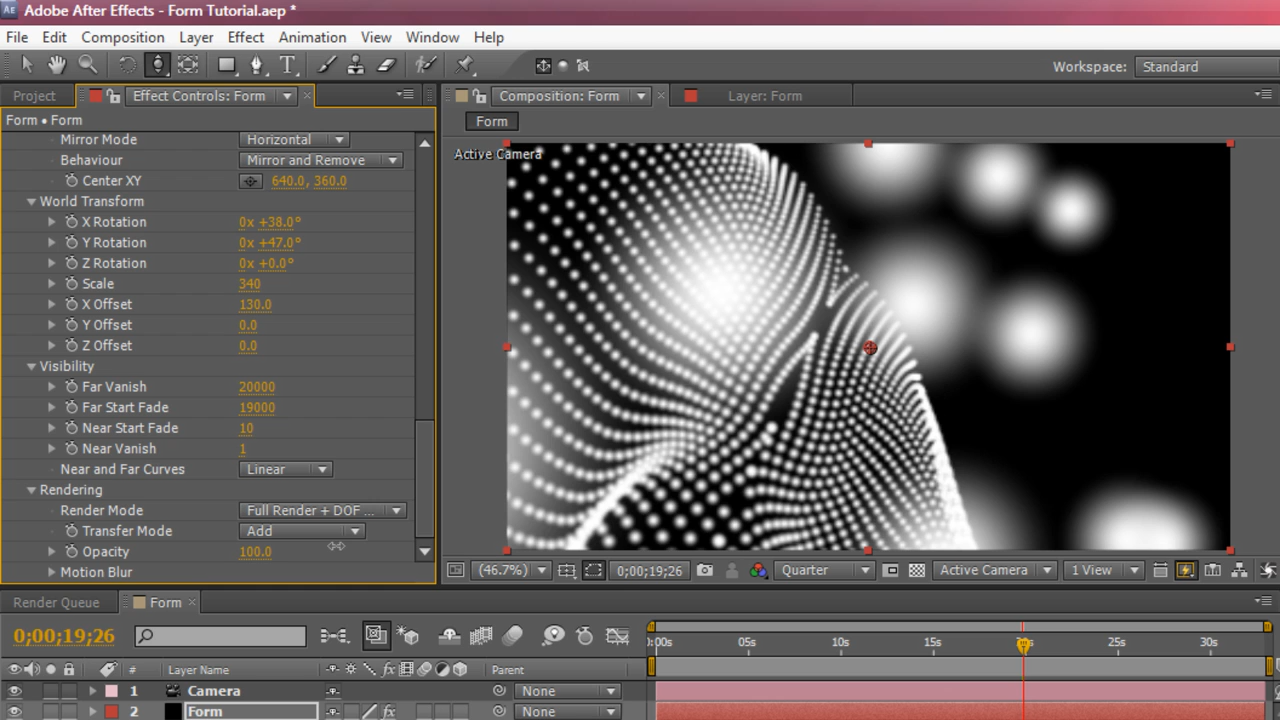 Adobe After Effects - Form Tutorial.aep *
File Edit Composition Layer Effect Animation View Window Help
Workspace: Standard
Project Effect Controls: Form Composition: Form Layer: Form
Form • Form
Form
Active Camera
Mirror Mode Horizontal
Behaviour Mirror and Remove
Center XY 640.0, 360.0
World Transform
X Rotation 0x +38.0°
Y Rotation 0x +47.0°
Z Rotation 0x +0.0°
Scale 340
X Offset 130.0
Y Offset 0.0
Z Offset 0.0
Visibility
Far Vanish 20000
Far Start Fade 19000
Near Start Fade 10
Near Vanish 1
Near and Far Curves Linear
Rendering
Render Mode Full Render + DOF ...
Transfer Mode Add
Opacity 100.0
Motion Blur
(46.7%) 0;00;19;26 Quarter Active Camera 1 View
Render Queue Form
0;00;19;26
0:00s 05s 10s 15s 25s 30s
# Layer Name Parent
1 Camera None
2 Form None